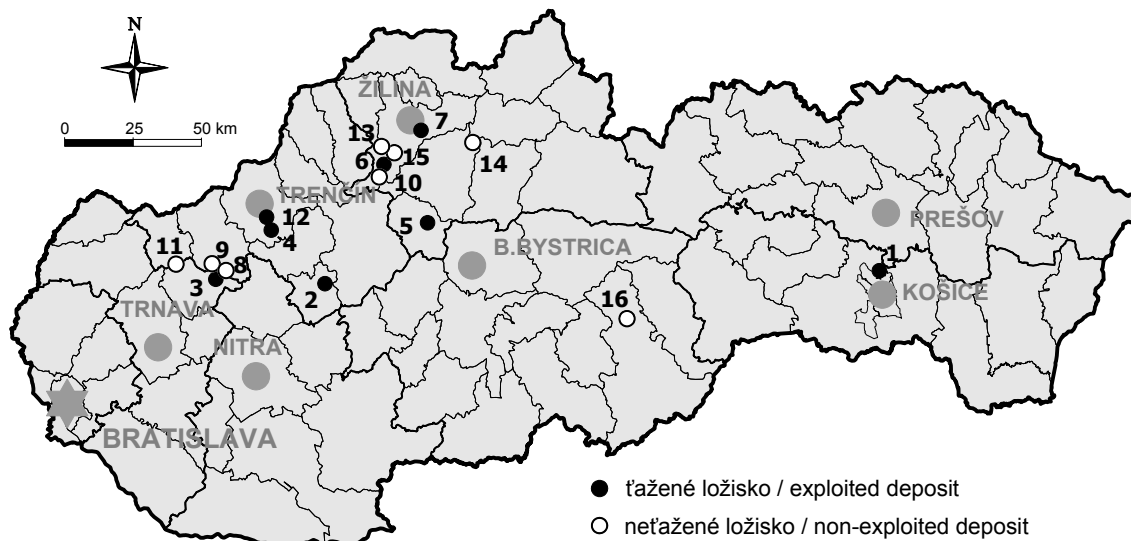 N
0 25 50 km
ŽILINA
7
13
15
14
6
10
TRENČÍN
12
4
5
PREŠOV
B.BYSTRICA
11
9
8
3
2
1
KOŠICE
16
TRNAVA
NITRA
BRATISLAVA
ťažené ložisko / exploited deposit
neťažené ložisko / non-exploited deposit